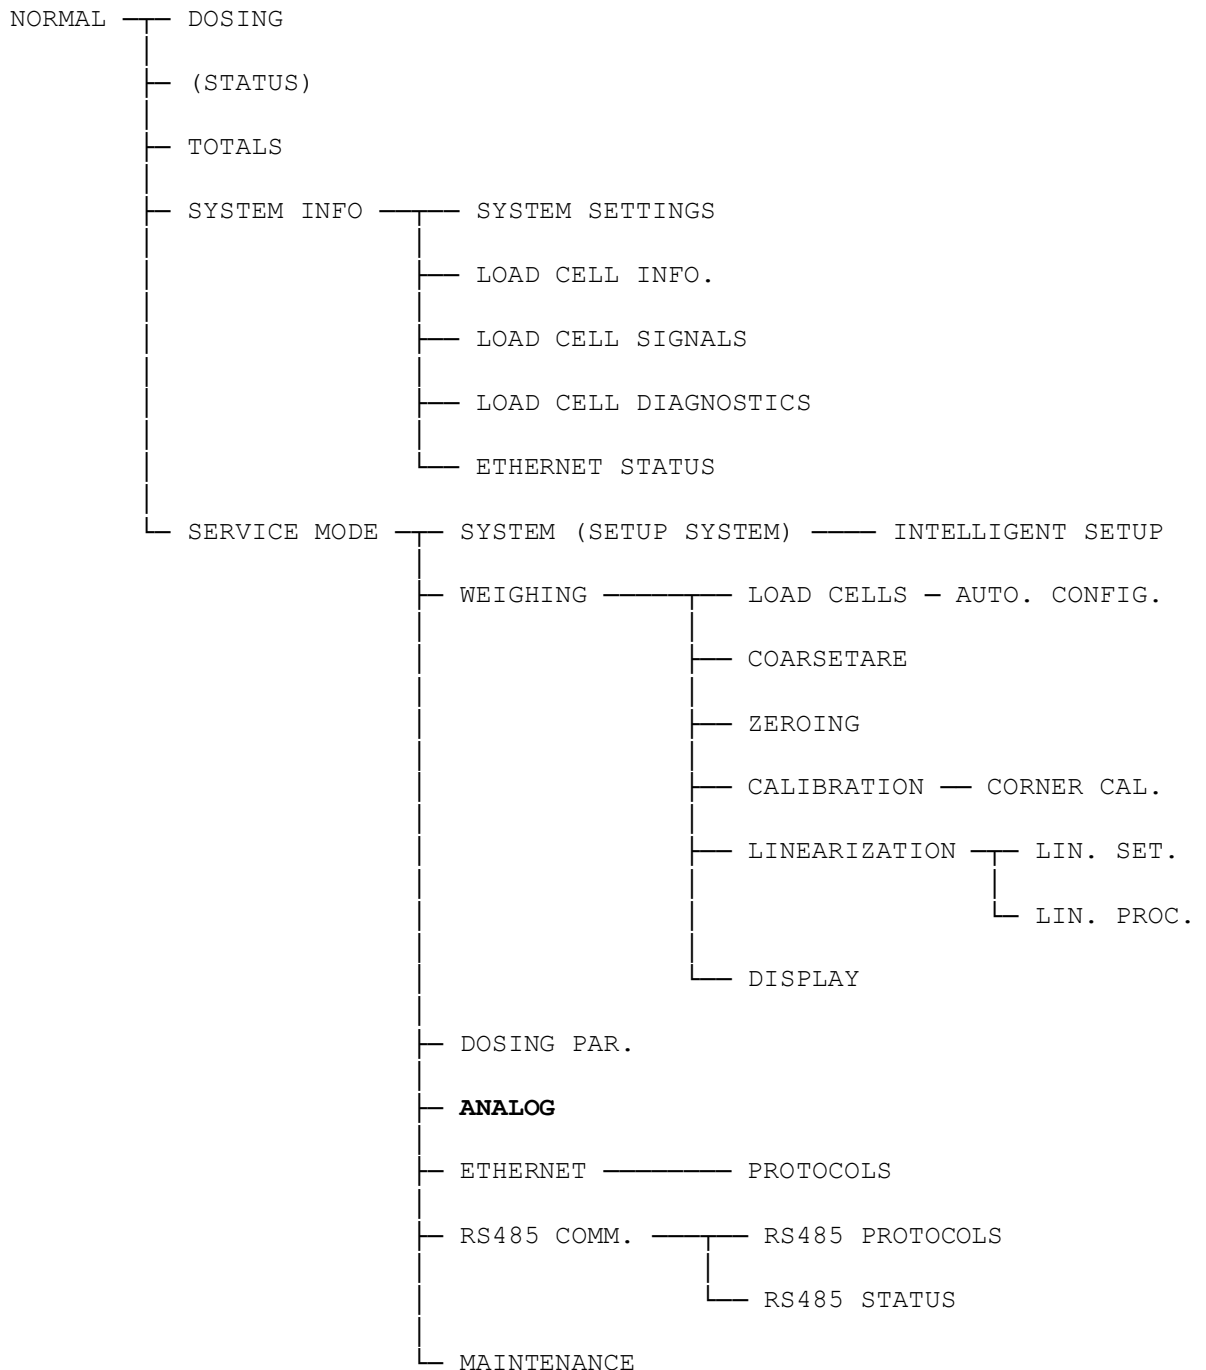 NORMAL DOSING
(STATUS)
TOTALS
SYSTEM INFO SYSTEM SETTINGS
LOAD CELL INFO.
LOAD CELL SIGNALS
LOAD CELL DIAGNOSTICS
ETHERNET STATUS
SERVICE MODE SYSTEM (SETUP SYSTEM) INTELLIGENT SETUP
WEIGHING LOAD CELLS AUTO. CONFIG.
COARSETARE
ZEROING
CALIBRATION CORNER CAL.
LINEARIZATION LIN. SET.
LIN. PROC.
DISPLAY
DOSING PAR.
ANALOG
ETHERNET PROTOCOLS
RS485 COMM. RS485 PROTOCOLS
RS485 STATUS
MAINTENANCE